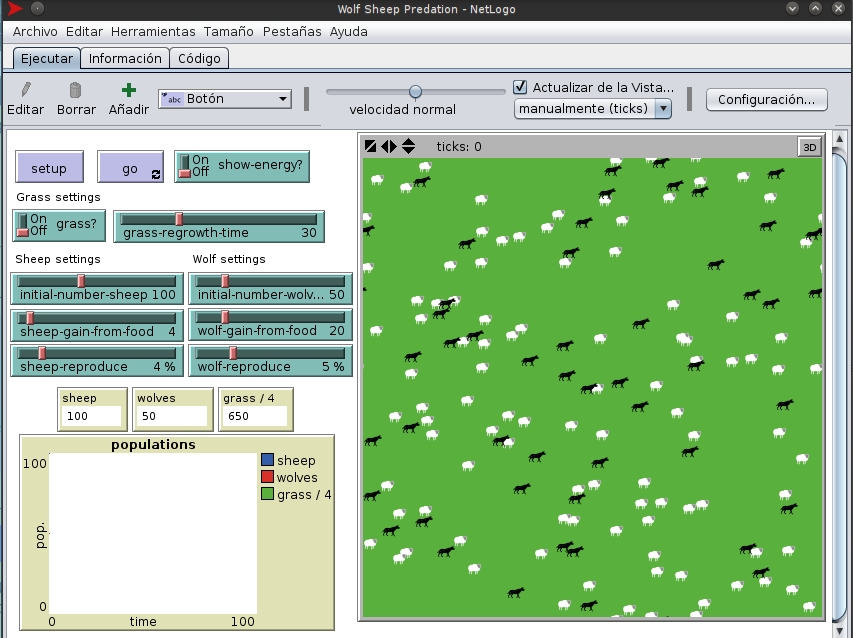 Wolf Sheep Predation - NetLogo
Archivo Editar Herramientas Tamaño Pestañas Ayuda
Ejecutar Información Código
Editar Borrar Añadir
abc Botón
velocidad normal
Actualizar de la Vista...
manualmente (ticks)
Configuración...
ticks: 0
3D
setup
go
On
Off
show-energy?
Grass settings
On
Off
grass?
grass-regrowth-time 30
Sheep settings
Wolf settings
initial-number-sheep 100
initial-number-wolv... 50
sheep-gain-from-food 4
wolf-gain-from-food 20
sheep-reproduce 4 %
wolf-reproduce 5 %
sheep
100
wolves
50
grass / 4
650
populations
100
pop.
0
0
time
100
sheep
wolves
grass / 4